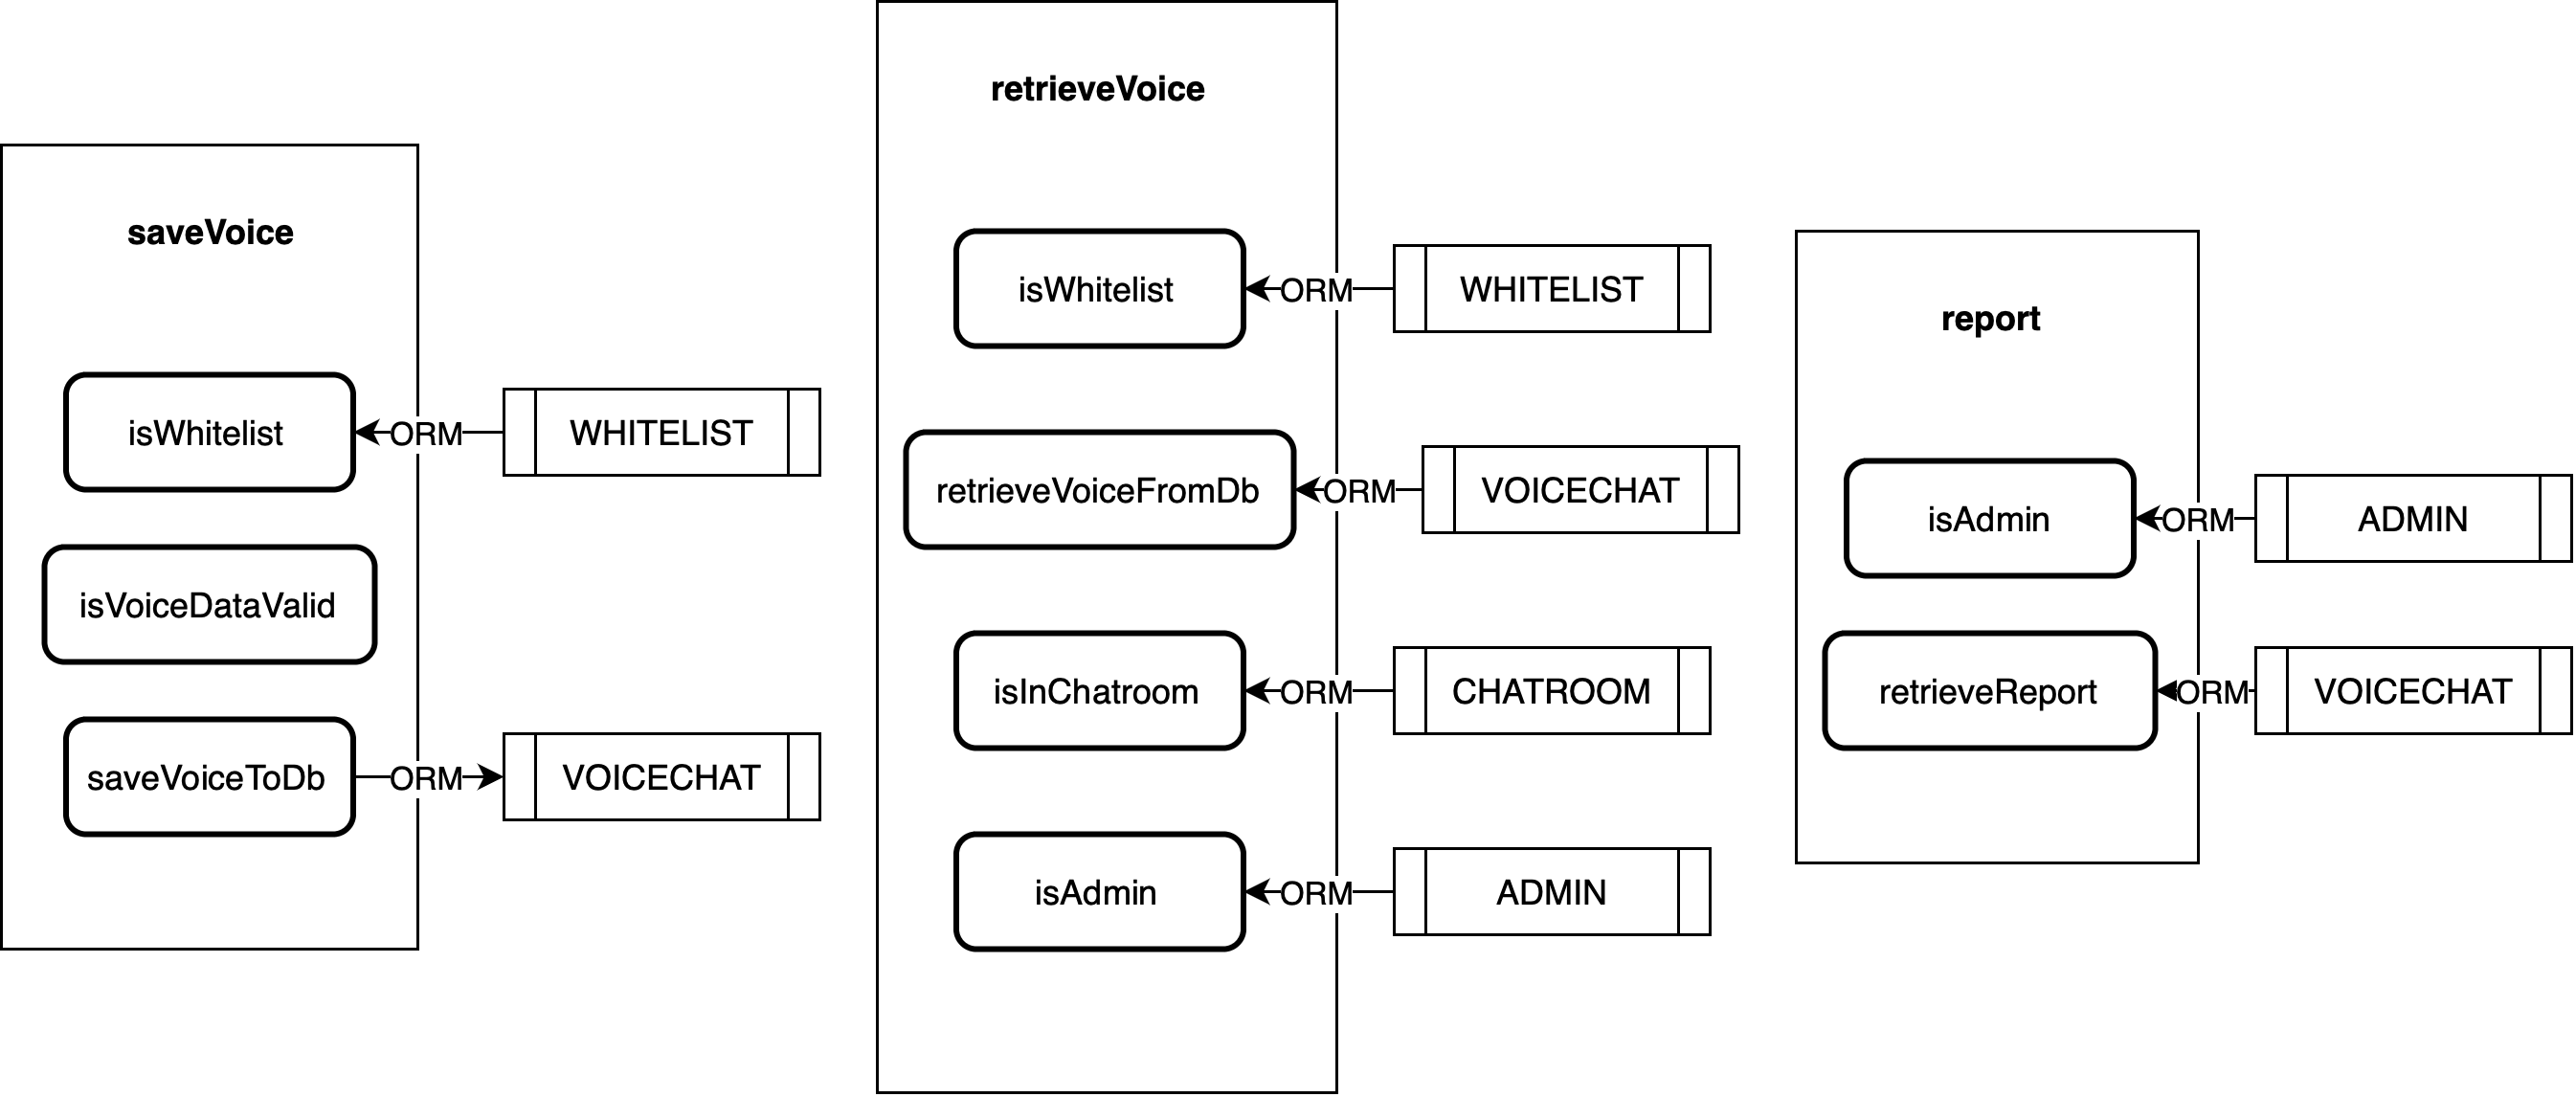 saveVoice
isWhitelist
ORM
WHITELIST
isVoiceDataValid
saveVoiceToDb
ORM
VOICECHAT
retrieveVoice
isWhitelist
ORM
WHITELIST
retrieveVoiceFromDb
ORM
VOICECHAT
isInChatroom
ORM
CHATROOM
isAdmin
ORM
ADMIN
report
isAdmin
ORM
ADMIN
retrieveReport
ORM
VOICECHAT